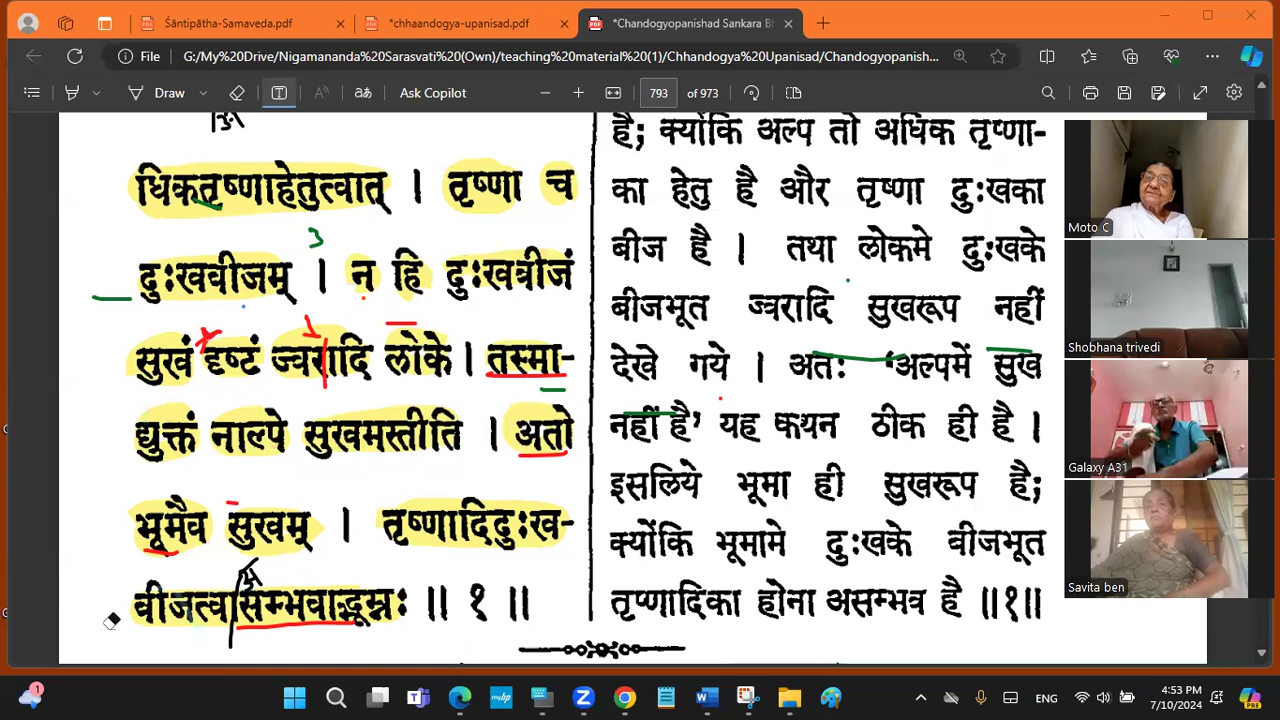 Śāntipātha-Samaveda.pdf
*chhaandogya-upanisad.pdf
*Chandogyopanishad Sankara Bh
File
G:/My%20Drive/Nigamananda Sarasvati%20(Own)/teaching%20material%20(1)/Chhandogya%20Upanisad/Chandogyopanish...
Draw
Ask Copilot
793 of 973
धिकतृष्णाहेतुत्वात् । तृष्णा च
दुःखबीजम् । न हि दुःखबीजं
सुखं दृष्टं ज्वरादि लोके । तस्मा-
द्युक्तं नाल्पे सुखमस्तीति । अतो
भूमैव सुखम् । तृष्णादिदुःख-
बीजत्वासम्भवाद्भूम्नः ॥ १ ॥
है; क्योंकि अल्प तो अधिक तृष्णा-
का हेतु है और तृष्णा दुःखका
बीज है । तथा लोकमे दुःखके
बीजभूत ज्वरादि सुखरूप नहीं
देखे गये । अतः 'अल्पमें सुख
नहीं है' यह कथन ठीक ही है ।
इसलिये भूमा ही सुखरूप है;
क्योंकि भूमामे दुःखके बीजभूत
तृष्णादिका होना असम्भव है ॥१॥
Moto C
Shobhana trivedi
Galaxy A31
Savita ben
1
ENG
4:53 PM
7/10/2024